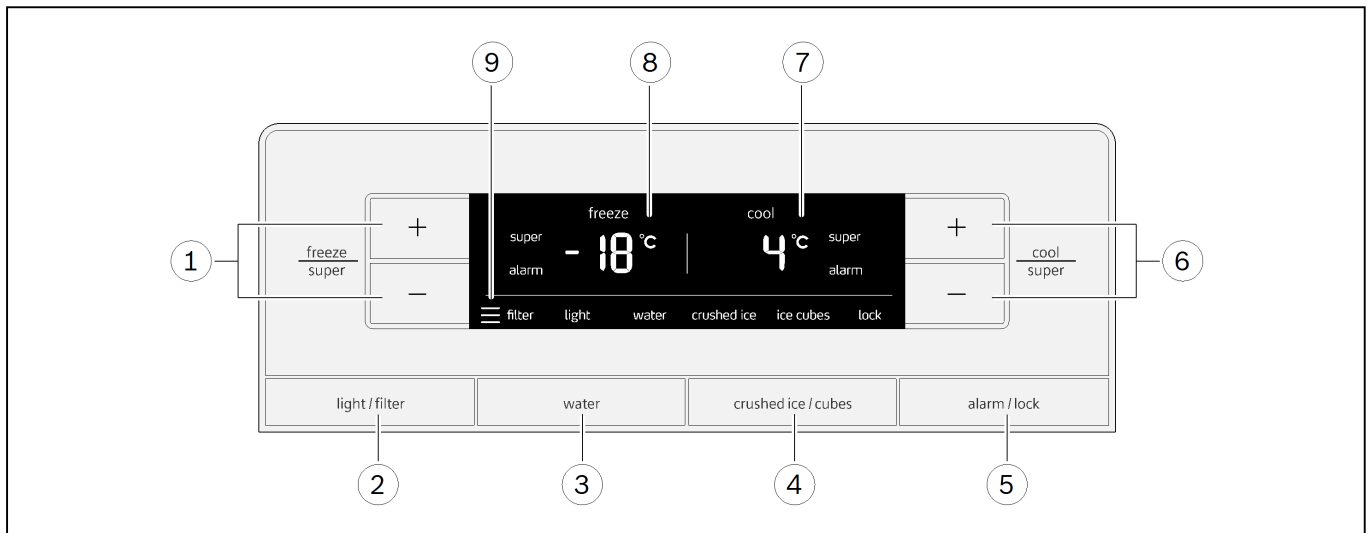 9 8 7
freeze cool
+ super -18 °C 4 °C super +
1 freeze
super cool
super 6
− alarm alarm −
filter light water crushed ice ice cubes lock
light / filter water crushed ice / cubes alarm / lock
2 3 4 5